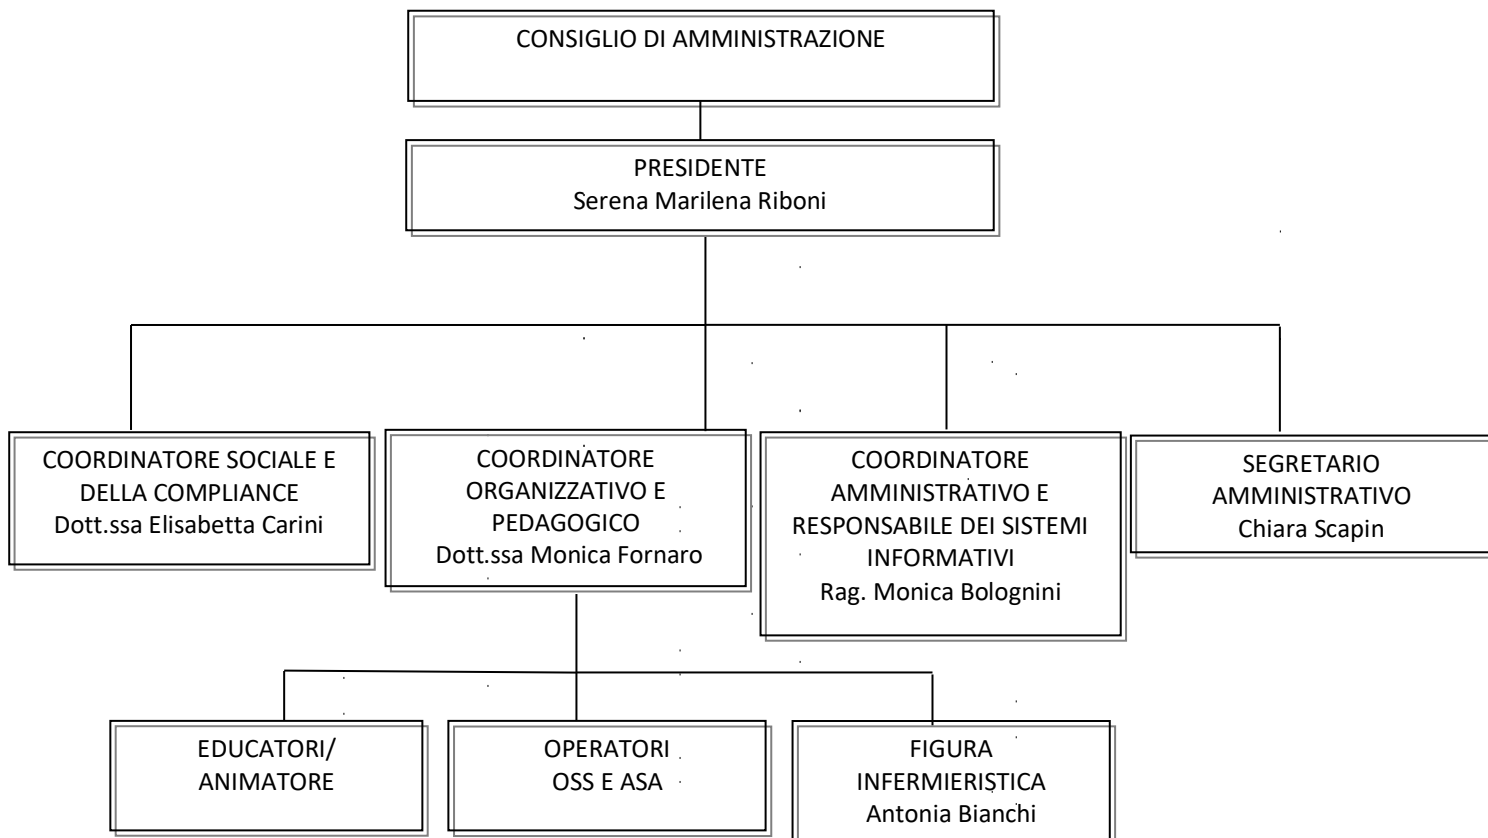 CONSIGLIO DI AMMINISTRAZIONE
PRESIDENTE
Serena Marilena Riboni
COORDINATORE SOCIALE E
DELLA COMPLIANCE
Dott.ssa Elisabetta Carini
COORDINATORE
ORGANIZZATIVO E
PEDAGOGICO
Dott.ssa Monica Fornaro
COORDINATORE
AMMINISTRATIVO E
RESPONSABILE DEI SISTEMI
INFORMATIVI
Rag. Monica Bolognini
SEGRETARIO
AMMINISTRATIVO
Chiara Scapin
EDUCATORI/
ANIMATORE
OPERATORI
OSS E ASA
FIGURA
INFERMIERISTICA
Antonia Bianchi